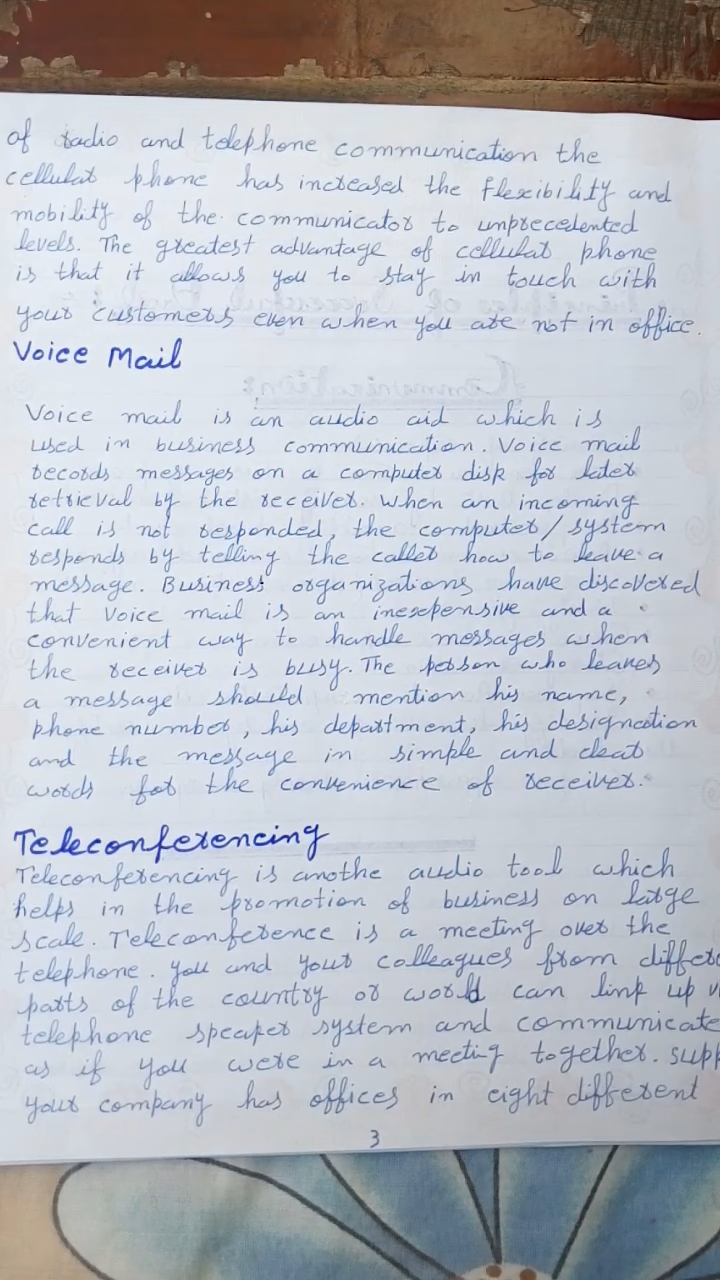 of radio and telephone communication the
cellular phone has increased the flexibility and
mobility of the communicator to unprecedented
levels. The greatest advantage of cellular phone
is that it allows you to stay in touch with
your customers even when you are not in office.
Voice Mail
Voice mail is an audio aid which is
used in business communication. Voice mail
records messages on a computer disk for later
retrieval by the receiver. When an incoming
call is not responded, the computer/system
responds by telling the caller how to leave a
message. Business organizations have discovered
that Voice mail is an inexpensive and a
convenient way to handle messages when
the receiver is busy. The person who leaves
a message should mention his name,
phone number, his department, his designation
and the message in simple and clear
words for the convenience of receiver.
Teleconferencing
Teleconferencing is anothe audio tool which
helps in the promotion of business on large
scale. Teleconference is a meeting over the
telephone. you and your colleagues from differe
parts of the country or world can link up
telephone speaker system and communicate
as if you were in a meeting together. supp
your company has offices in eight different
3